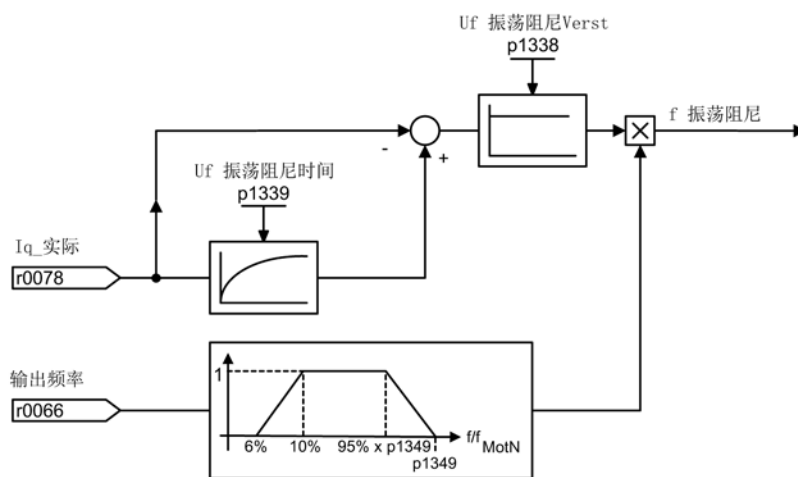 Uf 振荡阻尼Verst
p1338
f 振荡阻尼
-
+
Uf 振荡阻尼时间
p1339
Iq_实际
r0078
输出频率
r0066
1
6% 10% 95% x p1349 f/f MotN
p1349